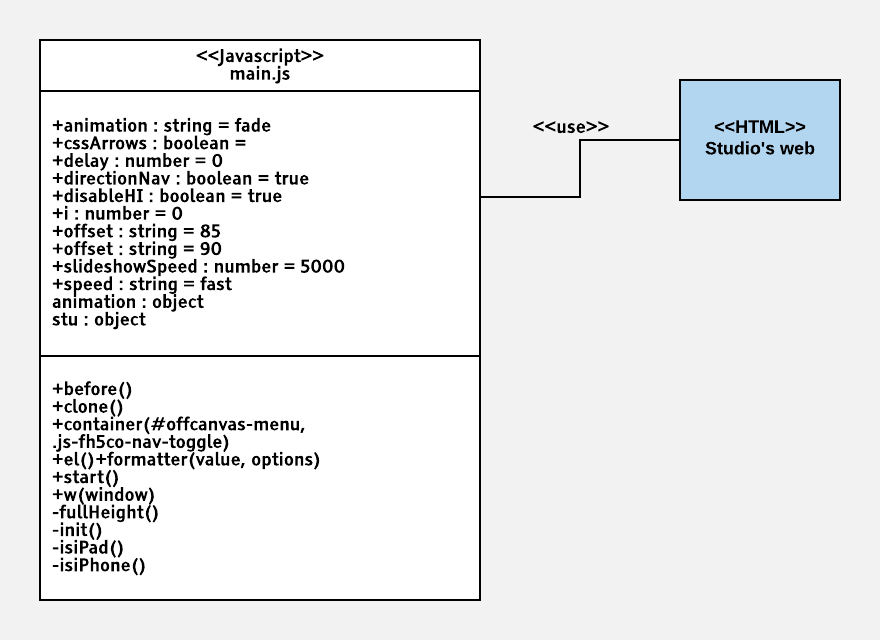 <<Javascript>>
main.js
+animation : string = fade
+cssArrows : boolean =
+delay : number = 0
+directionNav : boolean = true
+disableHI : boolean = true
+i : number = 0
+offset : string = 85
+offset : string = 90
+slideshowSpeed : number = 5000
+speed : string = fast
animation : object
stu : object
+before()
+clone()
+container(#offcanvas-menu,
.js-fh5co-nav-toggle)
+el()+formatter(value, options)
+start()
+w(window)
-fullHeight()
-init()
-isiPad()
-isiPhone()
<<use>>
<<HTML>>
Studio's web